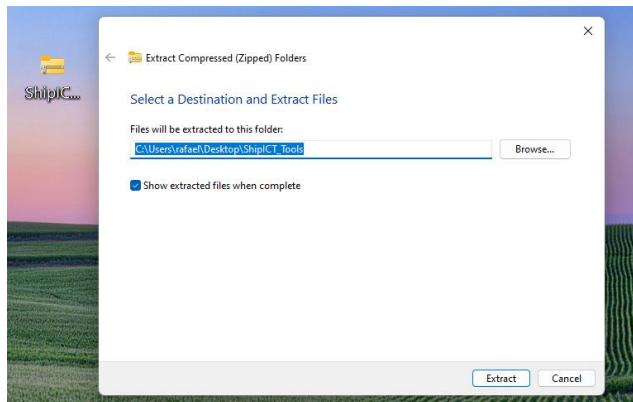 Extract Compressed (Zipped) Folders
ShipIC...
Select a Destination and Extract Files
Files will be extracted to this folder:
C:\Users\rafael\Desktop\ShipICT_Tools
Browse...
Show extracted files when complete
Extract
Cancel